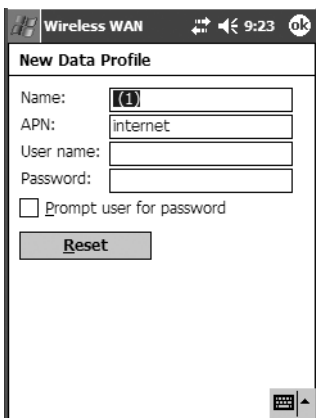 Wireless WAN 9:23 ok
New Data Profile
Name: (1)
APN: internet
User name:
Password:
Prompt user for password
Reset